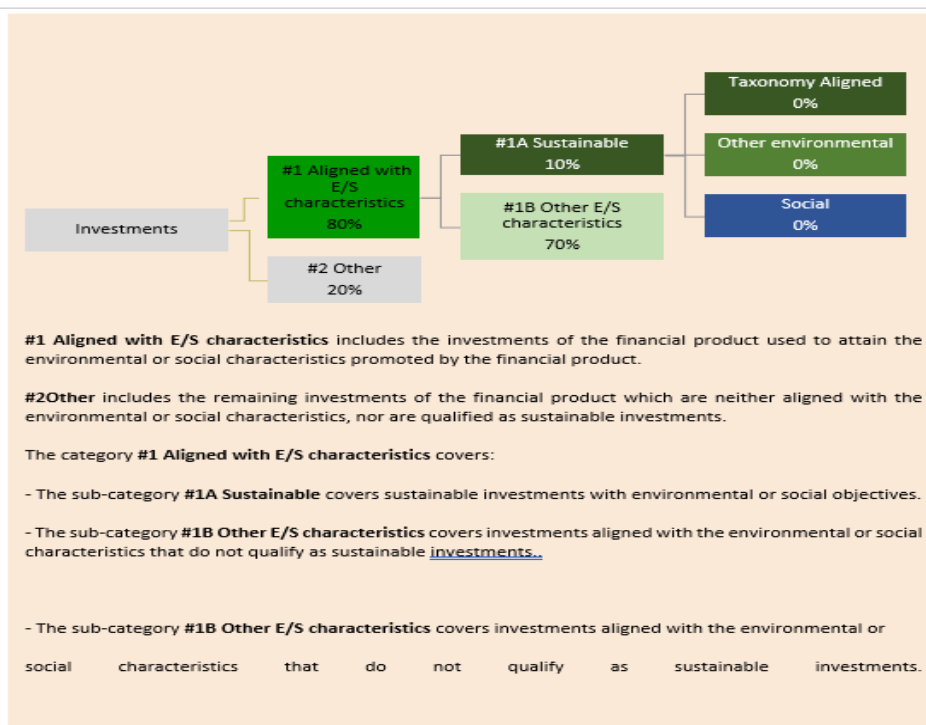 Taxonomy Aligned
0%
#1A Sustainable
10%
Other environmental
0%
#1 Aligned with
E/S
characteristics
80%
Social
0%
#1B Other E/S
characteristics
70%
Investments
#2 Other
20%
#1 Aligned with E/S characteristics includes the investments of the financial product used to attain the
environmental or social characteristics promoted by the financial product.
#2Other includes the remaining investments of the financial product which are neither aligned with the
environmental or social characteristics, nor are qualified as sustainable investments.
The category #1 Aligned with E/S characteristics covers:
- The sub-category #1A Sustainable covers sustainable investments with environmental or social objectives.
- The sub-category #1B Other E/S characteristics covers investments aligned with the environmental or social
characteristics that do not qualify as sustainable investments..
- The sub-category #1B Other E/S characteristics covers investments aligned with the environmental or
social characteristics that do not qualify as sustainable investments.